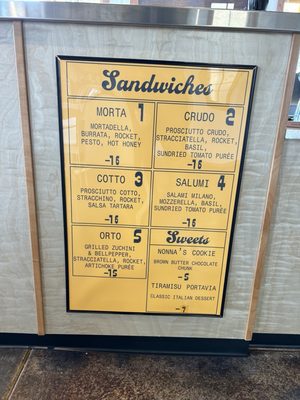 Sandwiches
MORTA 1
MORTADELLA,
BURRATA, ROCKET,
PESTO, HOT HONEY
-16
CRUDO 2
PROSCIUTTO CRUDO,
STRACCIATELLA, ROCKET,
BASIL,
SUNDRIED TOMATO PURÉE
-16
COTTO 3
PROSCIUTTO COTTO,
STRACCHINO, ROCKET,
SALSA TARTARA
-16
SALUMI 4
SALAMI MILANO,
MOZZERELLA, BASIL,
SUNDRIED TOMATO PURÉE
-16
ORTO 5
GRILLED ZUCHINI
& BELLPEPPER,
STRACCIATELLA, ROCKET,
ARTICHOKE PURÉE
-15
Sweets
NONNA'S COOKIE
BROWN BUTTER CHOCOLATE
CHUNK
-5
TIRAMISU PORTAVIA
CLASSIC ITALIAN DESSERT
-9